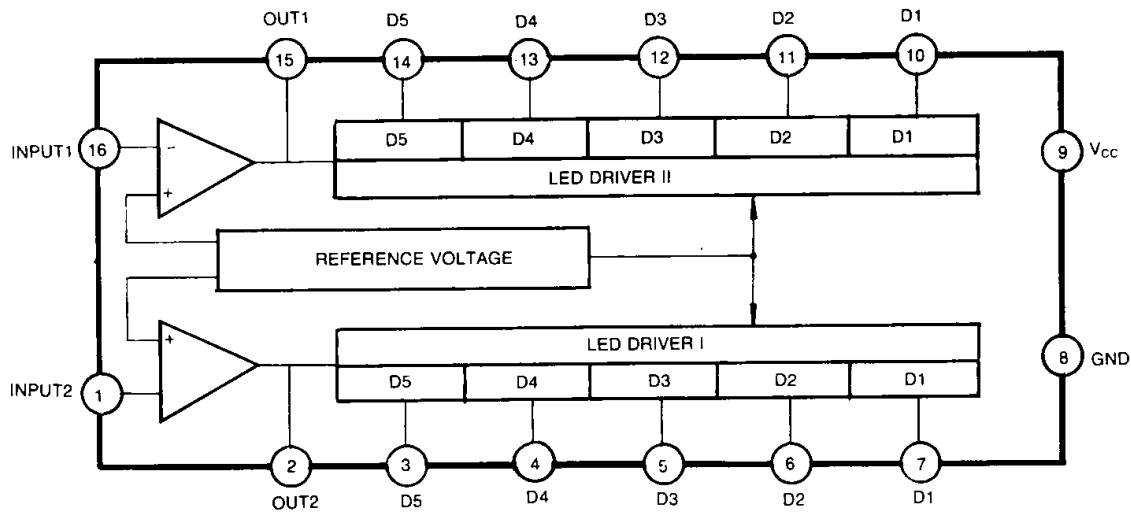 OUT1 D5 D4 D3 D2 D1
15 14 13 12 11 10
D5 D4 D3 D2 D1
INPUT1 16 - 9 VCC
LED DRIVER II
+
REFERENCE VOLTAGE
+
LED DRIVER I
8 GND
D5 D4 D3 D2 D1
INPUT2 1
2 3 4 5 6 7
OUT2 D5 D4 D3 D2 D1